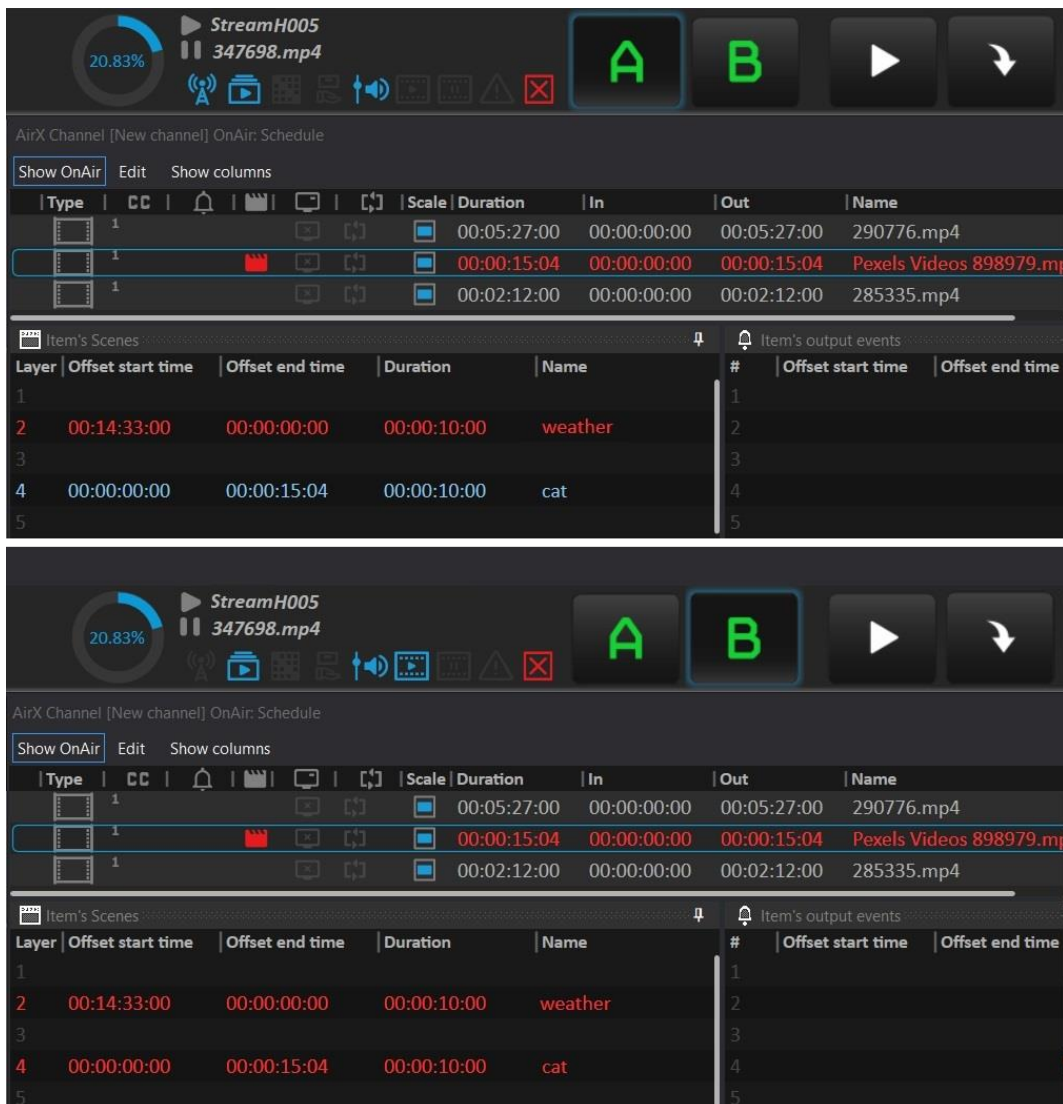 StreamH005
20.83%
347698.mp4
A B
AirX Channel [New channel] OnAir: Schedule
Show OnAir Edit Show columns
Type CC Scale Duration In Out Name
1 00:05:27:00 00:00:00:00 00:05:27:00 290776.mp4
1 00:00:15:04 00:00:00:00 00:00:15:04 Pexels Videos 898979.mp
1 00:02:12:00 00:00:00:00 00:02:12:00 285335.mp4
Item's Scenes Item's output events
Layer Offset start time Offset end time Duration Name # Offset start time Offset end time
1 1
2 00:14:33:00 00:00:00:00 00:00:10:00 weather 2
3 3
4 00:00:00:00 00:00:15:04 00:00:10:00 cat 4
5 5
StreamH005
20.83%
347698.mp4
A B
AirX Channel [New channel] OnAir: Schedule
Show OnAir Edit Show columns
Type CC Scale Duration In Out Name
1 00:05:27:00 00:00:00:00 00:05:27:00 290776.mp4
1 00:00:15:04 00:00:00:00 00:00:15:04 Pexels Videos 898979.mp
1 00:02:12:00 00:00:00:00 00:02:12:00 285335.mp4
Item's Scenes Item's output events
Layer Offset start time Offset end time Duration Name # Offset start time Offset end time
1 1
2 00:14:33:00 00:00:00:00 00:00:10:00 weather 2
3 3
4 00:00:00:00 00:00:15:04 00:00:10:00 cat 4
5 5